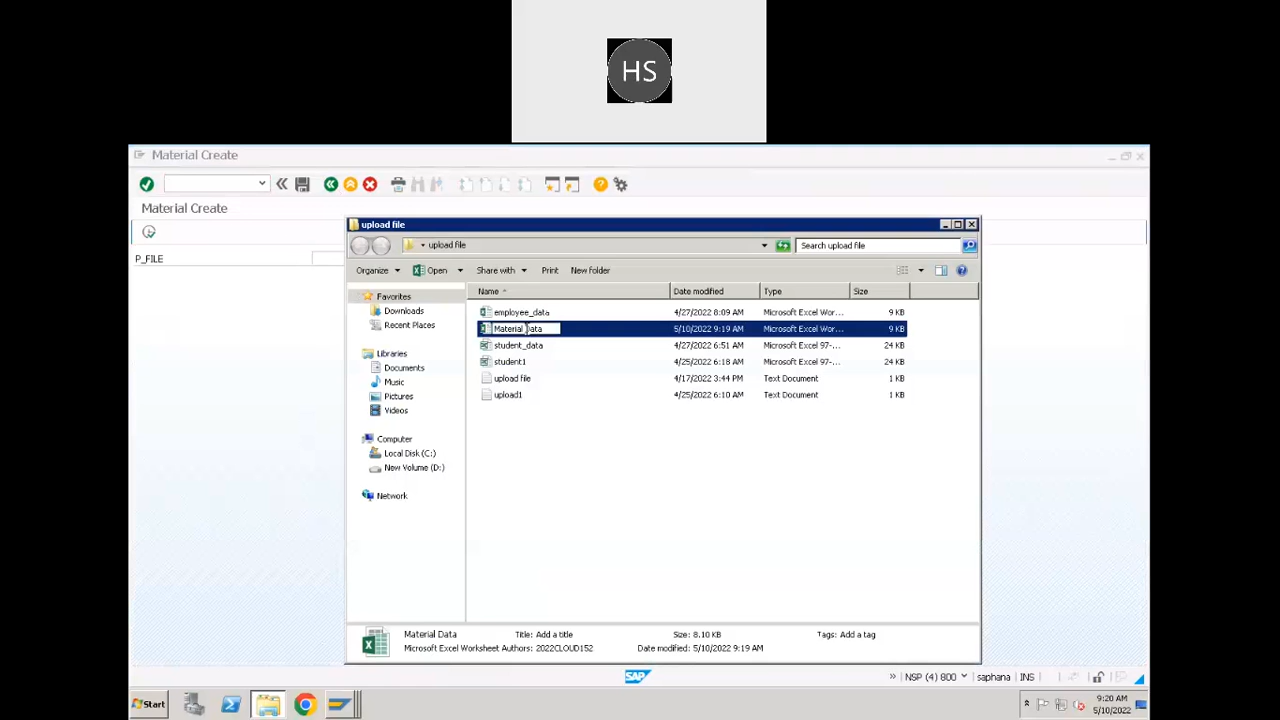 HS
Material Create
Material Create
P_FILE
upload file
upload file
Search upload file
Organize Open Share with Print New folder
Name Date modified Type Size
Favorites
Downloads
Recent Places
Libraries
Documents
Music
Pictures
Videos
Computer
Local Disk (C:)
New Volume (D:)
Network
employee_data 4/27/2022 8:09 AM Microsoft Excel Wor... 9 KB
Material Data 5/10/2022 9:19 AM Microsoft Excel Wor... 9 KB
student_data 4/27/2022 6:51 AM Microsoft Excel 97-... 24 KB
student1 4/25/2022 6:18 AM Microsoft Excel 97-... 24 KB
upload file 4/17/2022 3:44 PM Text Document 1 KB
upload1 4/25/2022 6:10 AM Text Document 1 KB
Material Data Title: Add a title Size: 8.10 KB Tags: Add a tag
Microsoft Excel Worksheet Authors: 2022CLOUD152 Date modified: 5/10/2022 9:19 AM
SAP
» NSP (4) 800 saphana INS
Start
9:20 AM
5/10/2022